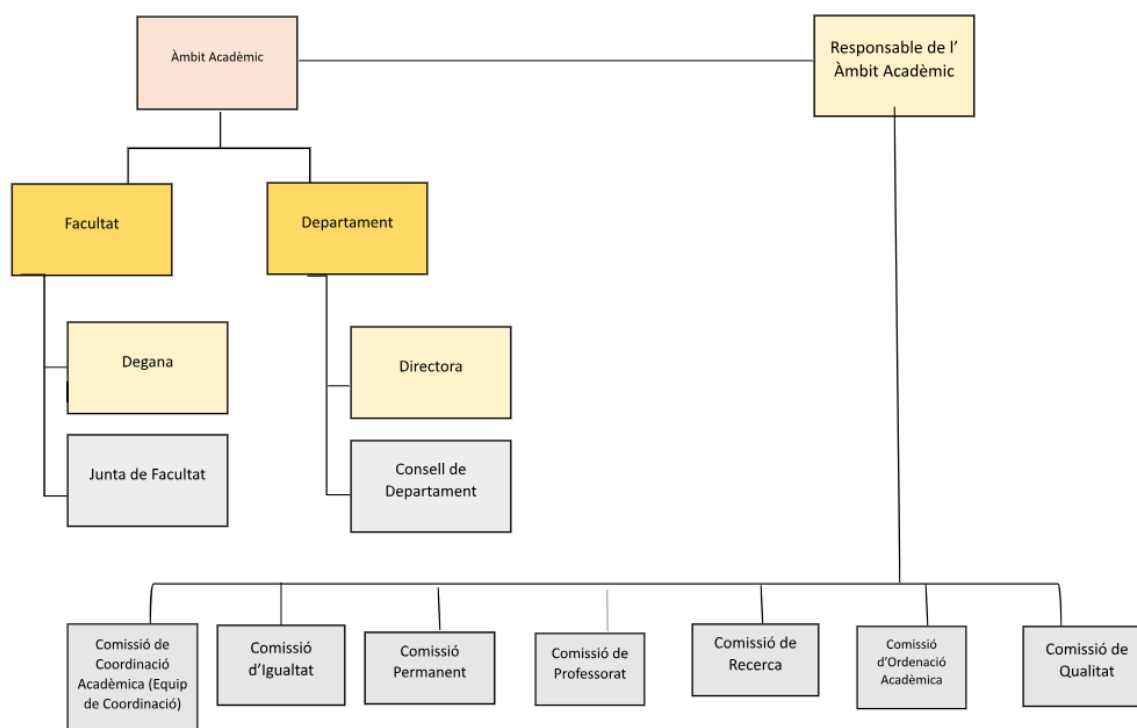 Àmbit Acadèmic
Responsable de l’
Àmbit Acadèmic
Facultat
Departament
Degana
Directora
Junta de Facultat
Consell de
Departament
Comissió de
Coordinació
Acadèmica (Equip
de Coordinació)
Comissió
d’Igualtat
Comissió
Permanent
Comissió de
Professorat
Comissió de
Recerca
Comissió
d’Ordenació
Acadèmica
Comissió de
Qualitat